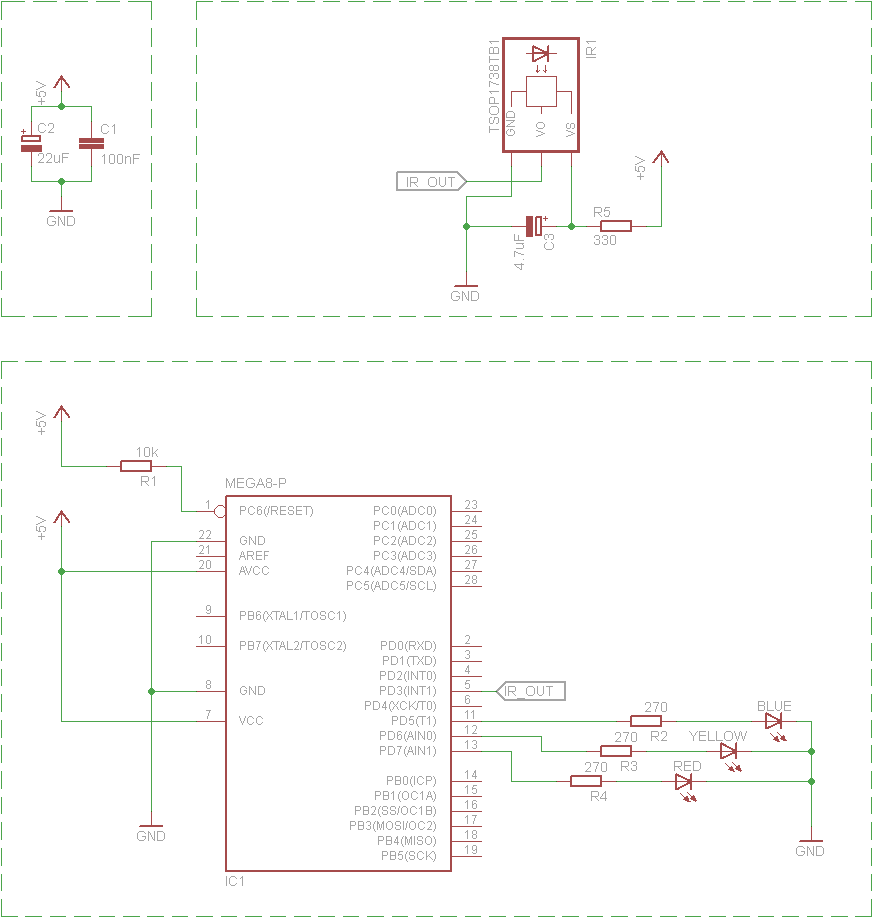 +5V
C2
C1
22uF
100nF
GND
TSOP1738TB1
IR1
GND
VO
VS
IR_OUT
+5V
R5
330
4.7uF
C3
GND
+5V
10k
R1
MEGA8-P
+5V
1 PC6(/RESET)
22 GND
21 AREF
20 AVCC
9 PB6(XTAL1/TOSC1)
10 PB7(XTAL2/TOSC2)
8 GND
7 VCC
PC0(ADC0) 23
PC1(ADC1) 24
PC2(ADC2) 25
PC3(ADC3) 26
PC4(ADC4/SDA) 27
PC5(ADC5/SCL) 28
PD0(RXD) 2
PD1(TXD) 3
PD2(INT0) 4
PD3(INT1) 5
PD4(XCK/T0) 6
PD5(T1) 11
PD6(AIN0) 12
PD7(AIN1) 13
PB0(ICP) 14
PB1(OC1A) 15
PB2(SS/OC1B) 16
PB3(MOSI/OC2) 17
PB4(MISO) 18
PB5(SCK) 19
IR_OUT
270
R2
BLUE
270
R3
YELLOW
270
R4
RED
GND
GND
IC1